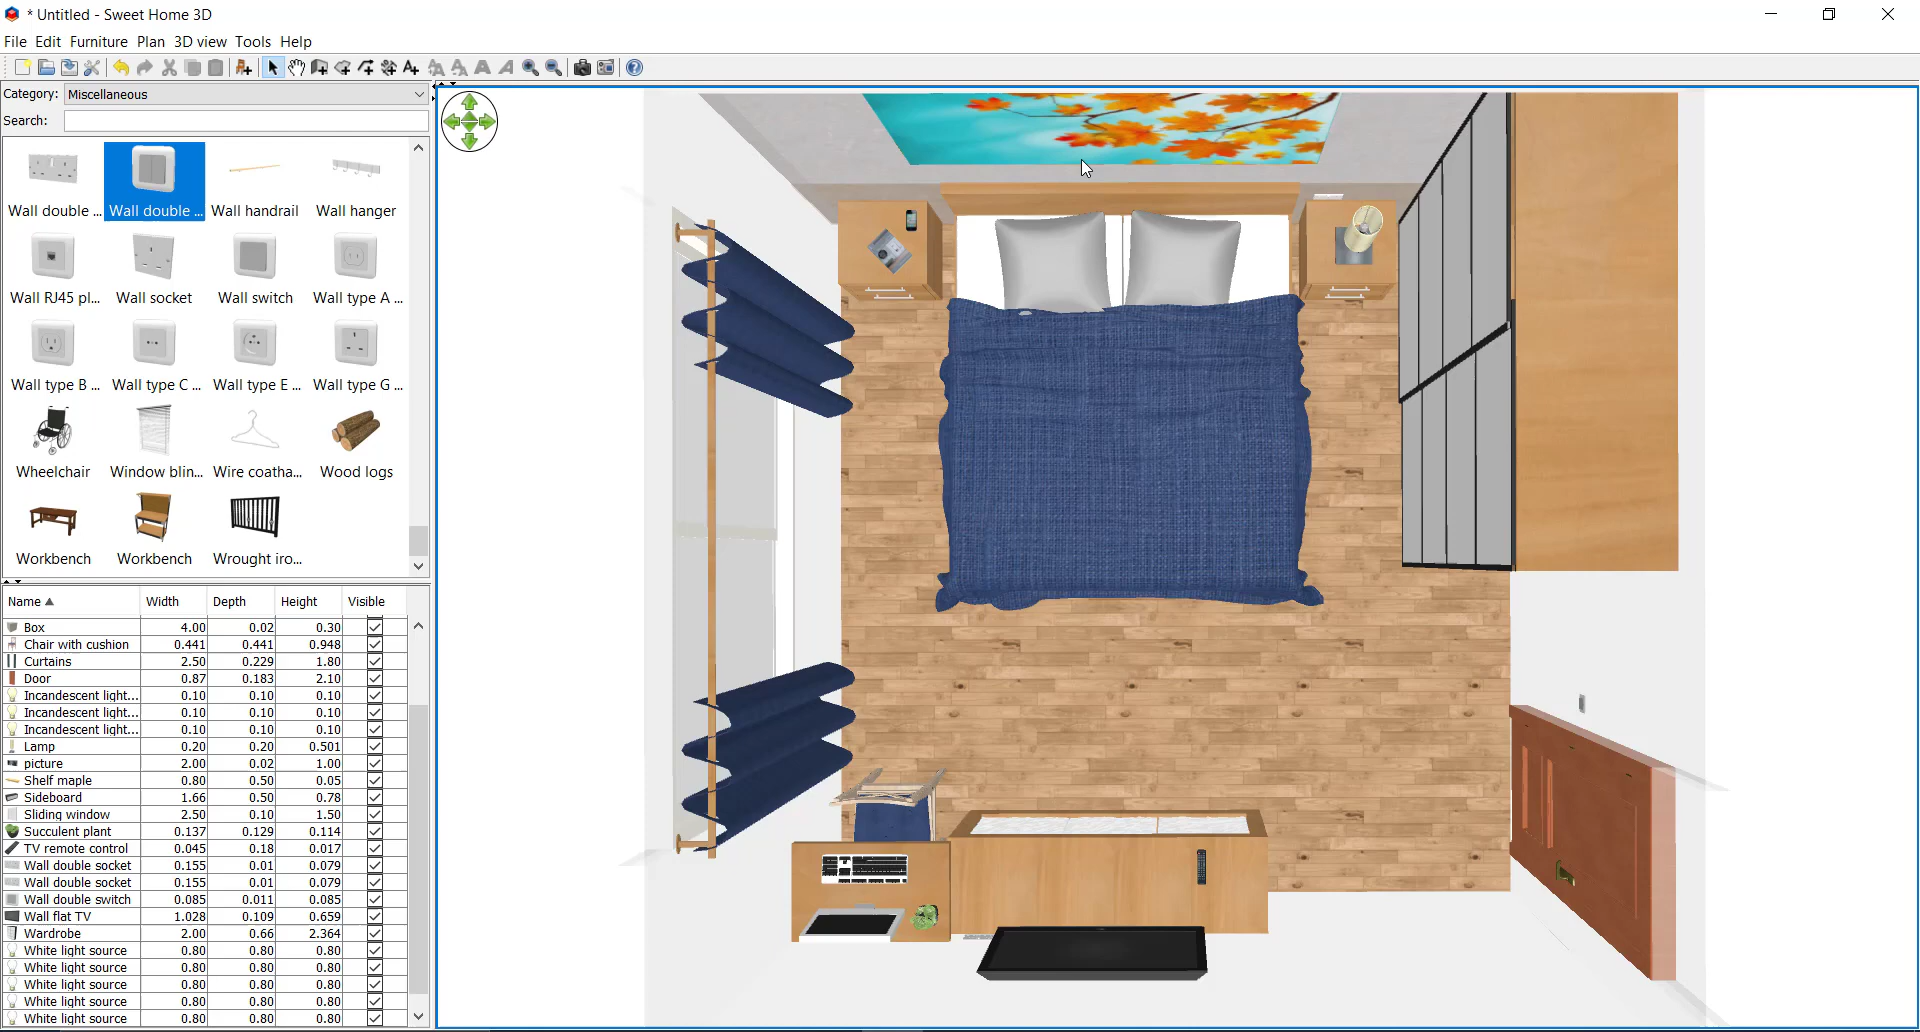 * Untitled - Sweet Home 3D
File Edit Furniture Plan 3D view Tools Help
Category: Miscellaneous
Search:
Wall double ... Wall double ... Wall handrail Wall hanger
Wall RJ45 pl... Wall socket Wall switch Wall type A ...
Wall type B ... Wall type C ... Wall type E ... Wall type G ...
Wheelchair Window blin... Wire coatha... Wood logs
Workbench Workbench Wrought iro...
Name Width Depth Height Visible
Box 4.00 0.02 0.30
Chair with cushion 0.441 0.441 0.948
Curtains 2.50 0.229 1.80
Door 0.87 0.183 2.10
Incandescent light... 0.10 0.10 0.10
Incandescent light... 0.10 0.10 0.10
Incandescent light... 0.10 0.10 0.10
Lamp 0.20 0.20 0.501
picture 2.00 0.02 1.00
Shelf maple 0.80 0.50 0.05
Sideboard 1.66 0.50 0.78
Sliding window 2.50 0.10 1.50
Succulent plant 0.137 0.129 0.114
TV remote control 0.045 0.18 0.017
Wall double socket 0.155 0.01 0.079
Wall double socket 0.155 0.01 0.079
Wall double switch 0.085 0.011 0.085
Wall flat TV 1.028 0.109 0.659
Wardrobe 2.00 0.66 2.364
White light source 0.80 0.80 0.80
White light source 0.80 0.80 0.80
White light source 0.80 0.80 0.80
White light source 0.80 0.80 0.80
White light source 0.80 0.80 0.80